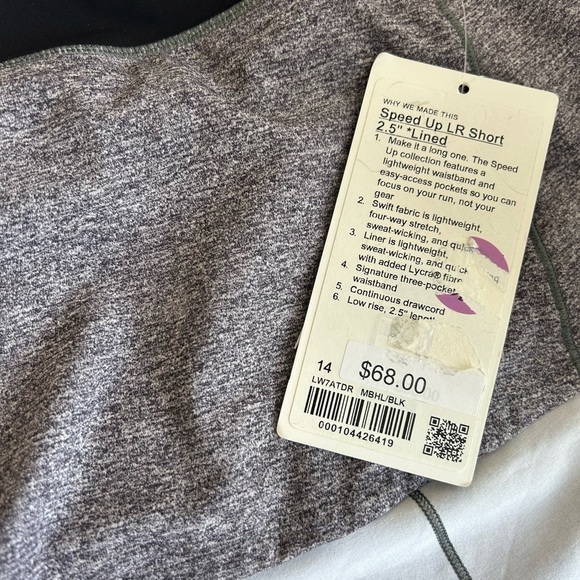 WHY WE MADE THIS
Speed Up LR Short
2.5" *Lined
1. Make it a long one. The Speed
Up collection features a
lightweight waistband and
easy-access pockets so you can
focus on your run, not your
gear
2. Swift fabric is lightweight,
four-way stretch,
sweat-wicking, and
3. Liner is lightweight,
sweat-wicking, and
with added Lycra® fibre
4. Signature three-pocket
waistband
5. Continuous drawcord
6. Low rise, 2.5" length
14 $68.00
LW7ATDR MBHL/BLK
000104426419